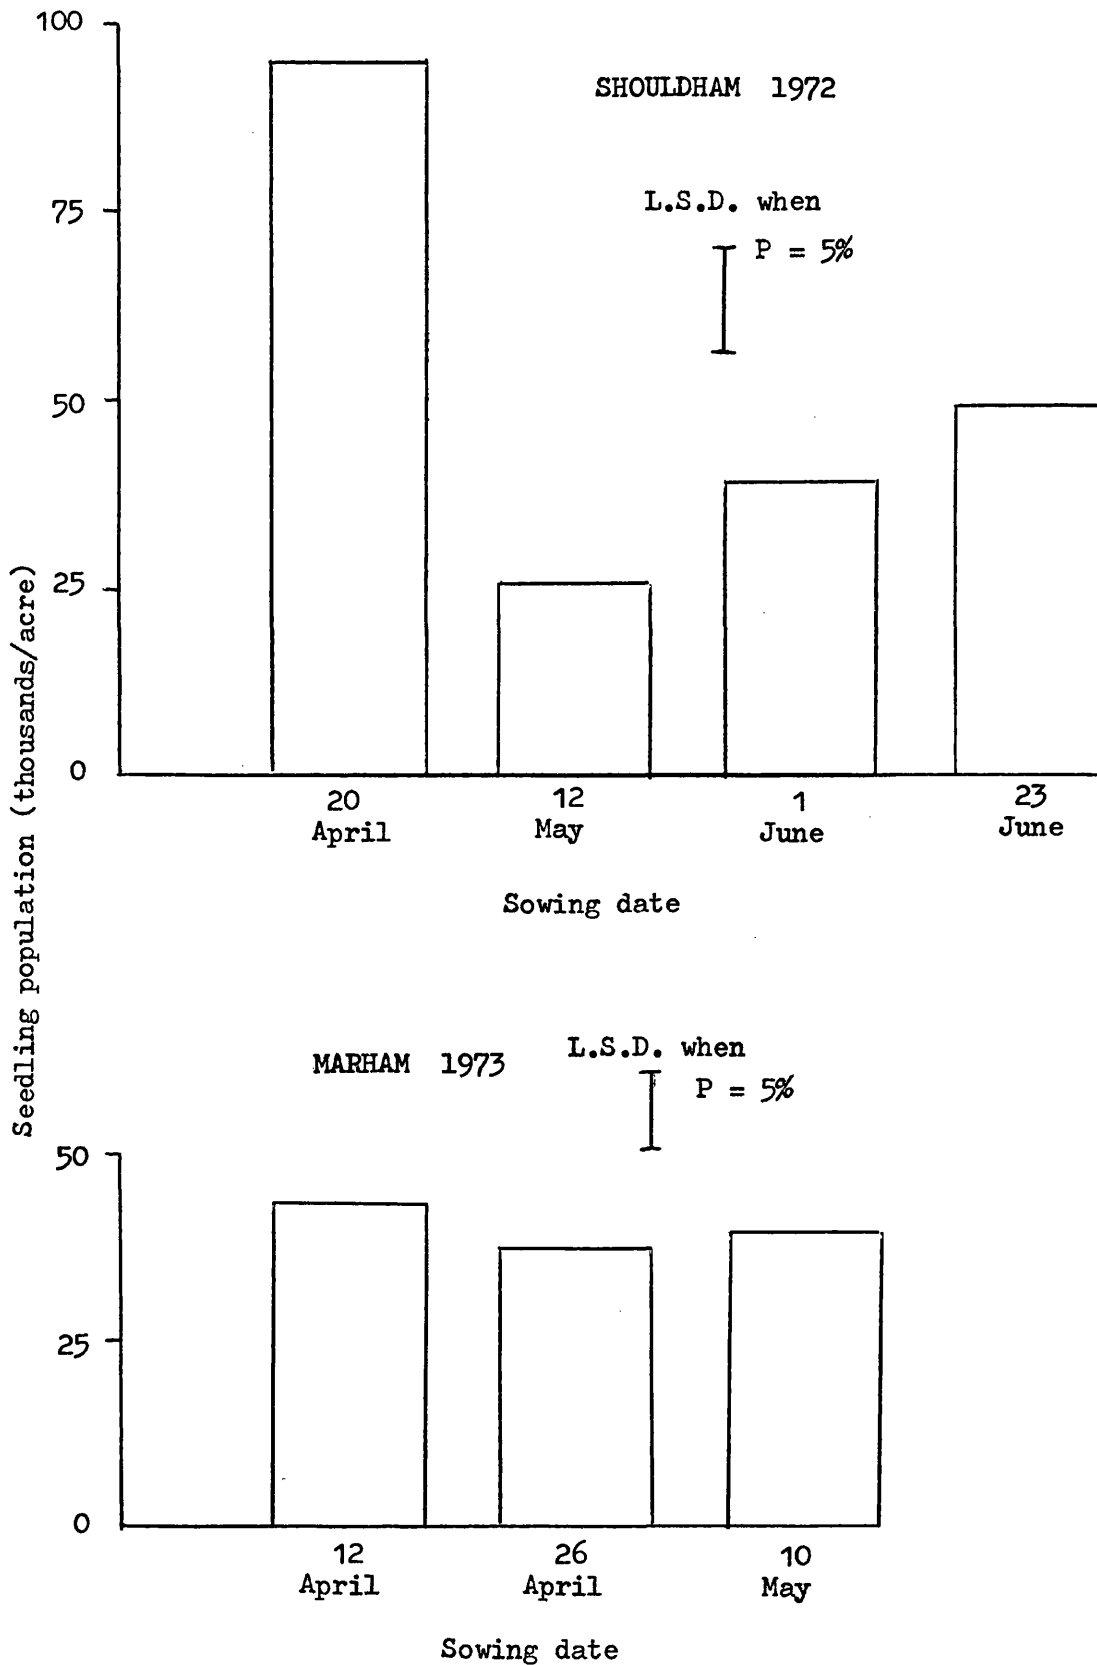 100
SHOULDHAM 1972
75
L.S.D. when
P = 5%
50
25
0
20 April
12 May
1 June
23 June
Sowing date
Seedling population (thousands/acre)
MARHAM 1973
L.S.D. when
P = 5%
50
25
0
12 April
26 April
10 May
Sowing date